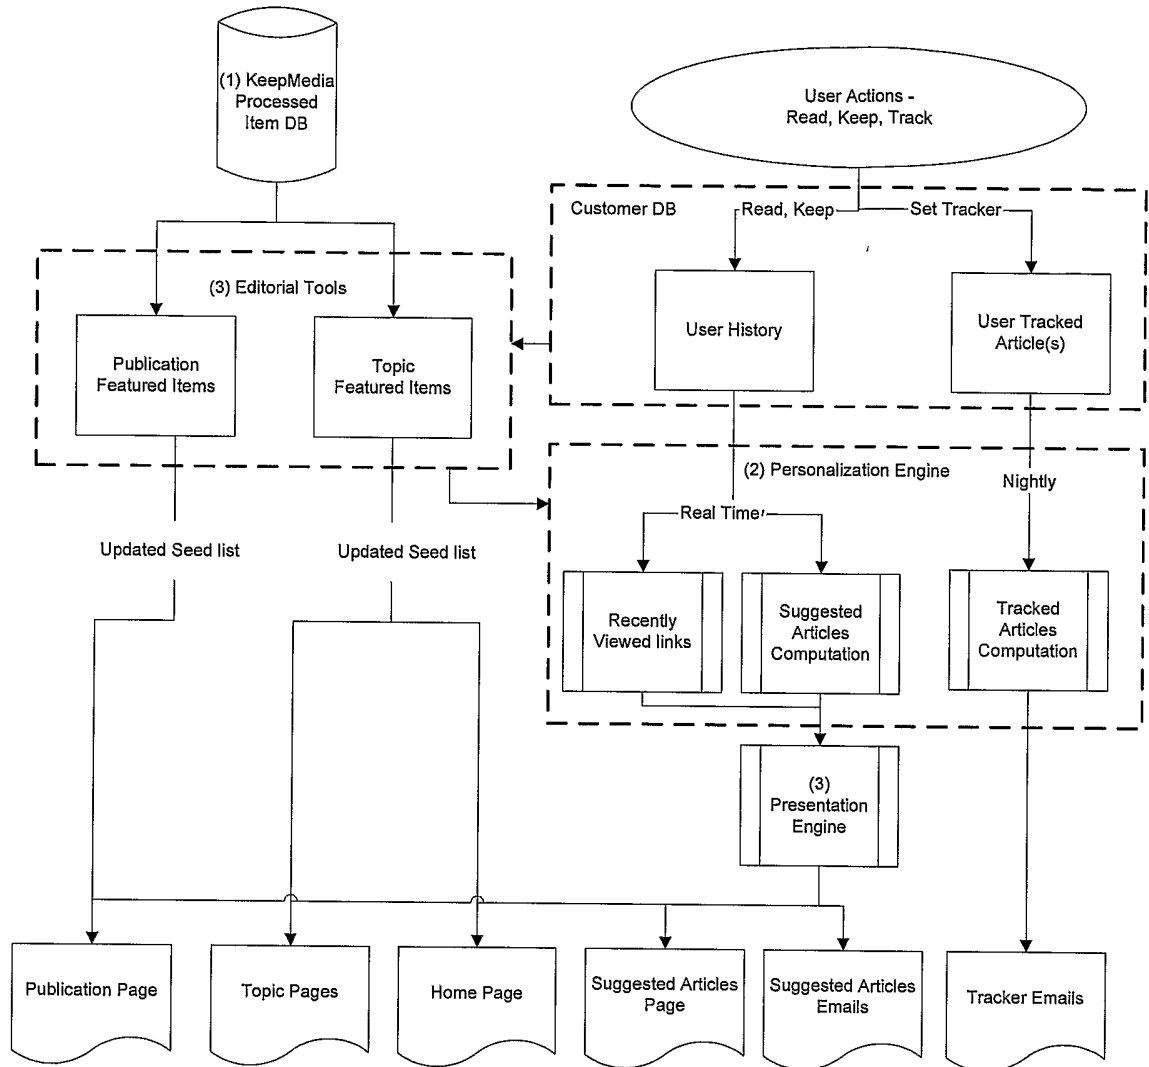 (1) KeepMedia
Processed
Item DB
User Actions -
Read, Keep, Track
Customer DB
Read, Keep
Set Tracker
(3) Editorial Tools
Publication
Featured Items
Topic
Featured Items
User History
User Tracked
Article(s)
(2) Personalization Engine
Nightly
Real Time
Updated Seed list
Updated Seed list
Recently
Viewed links
Suggested
Articles
Computation
Tracked
Articles
Computation
(3)
Presentation
Engine
Publication Page
Topic Pages
Home Page
Suggested Articles
Page
Suggested Articles
Emails
Tracker Emails